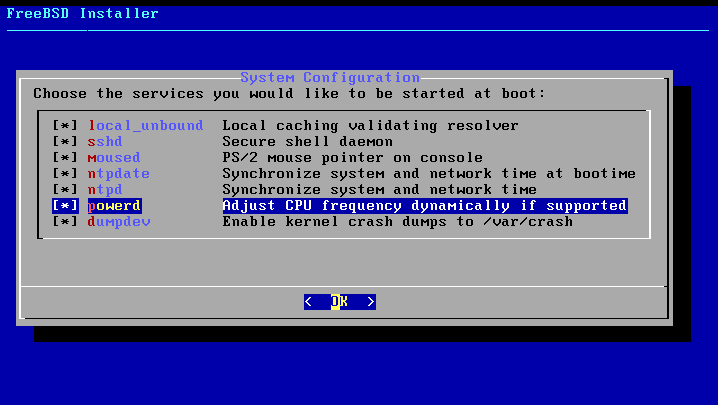 FreeBSD Installer
System Configuration
Choose the services you would like to be started at boot:
[*] local_unbound Local caching validating resolver
[*] sshd Secure shell daemon
[*] moused PS/2 mouse pointer on console
[*] ntpdate Synchronize system and network time at bootime
[*] ntpd Synchronize system and network time
[*] powerd Adjust CPU frequency dynamically if supported
[*] dumpdev Enable kernel crash dumps to /var/crash
< OK >